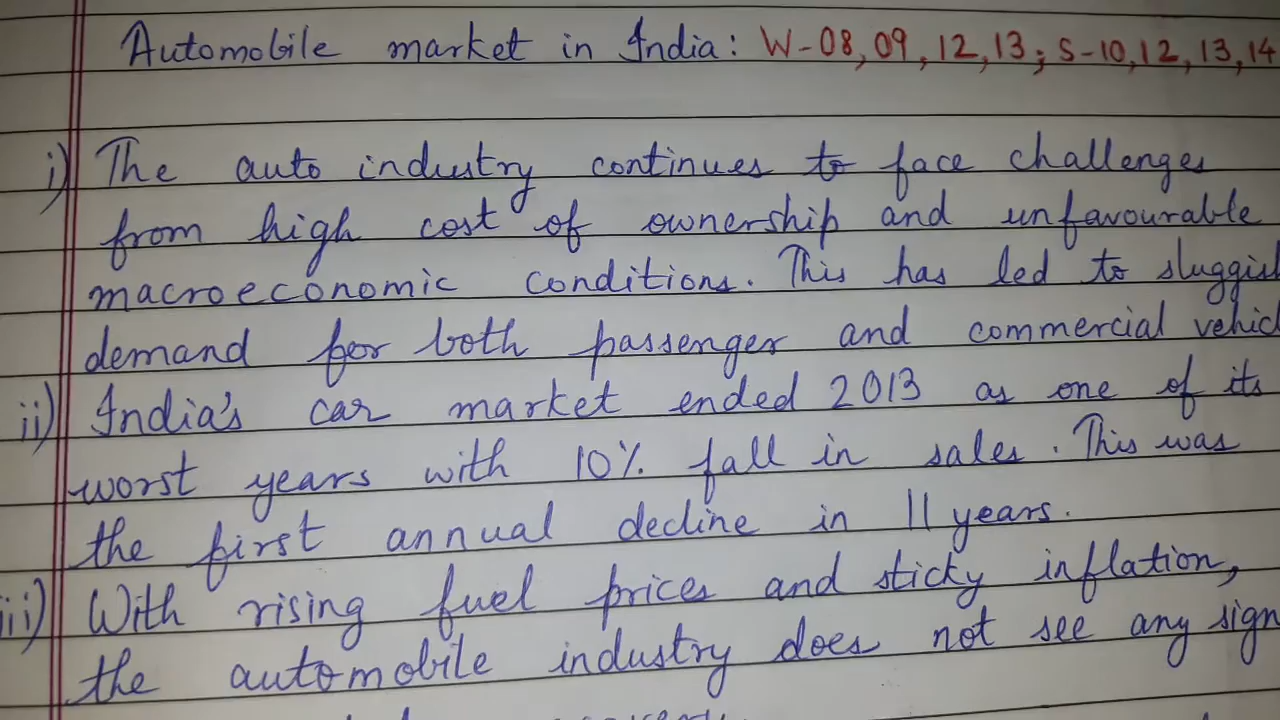 Automobile market in India: W-08, 09, 12, 13; S-10, 12, 13, 14
i) The auto industry continues to face challenges
from high cost of ownership and unfavourable
macroeconomic conditions. This has led to sluggis
demand for both passenger and commercial vehic
ii) India's car market ended 2013 as one of its
worst years with 10% fall in sales. This was
the first annual decline in 11 years.
iii) With rising fuel prices and sticky inflation,
the automobile industry does not see any sign